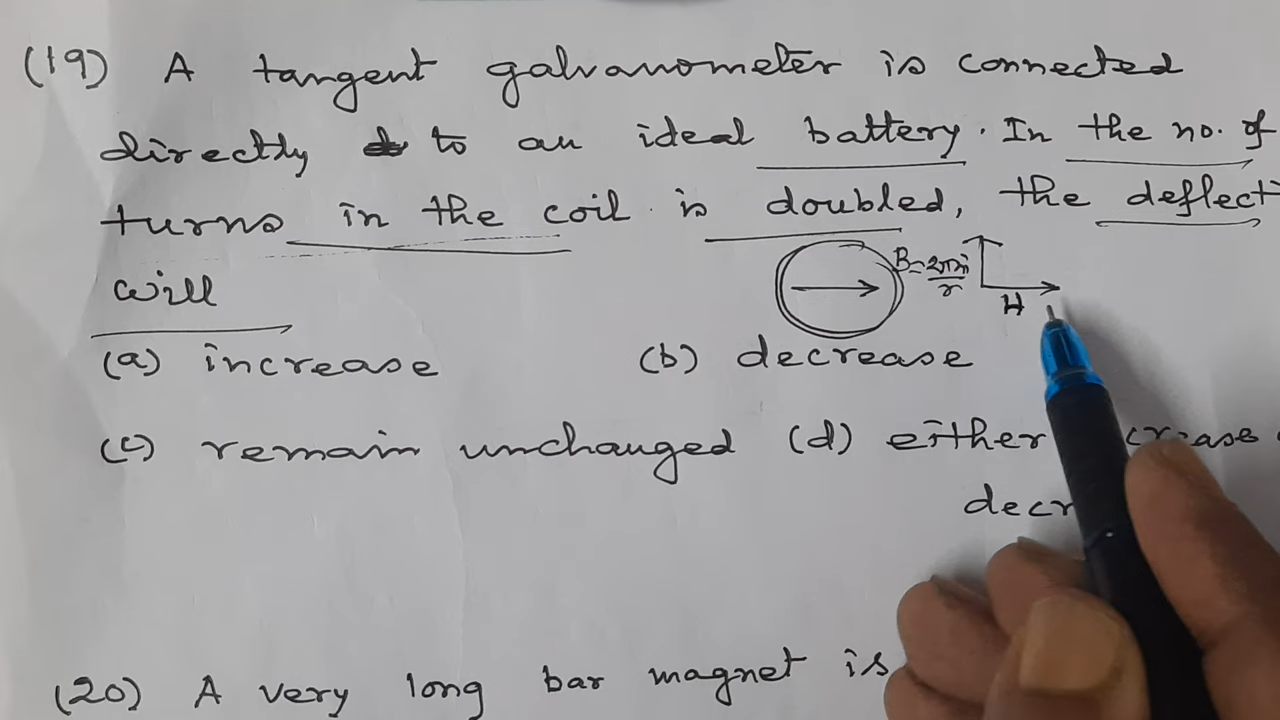 (19) A tangent galvanometer is connected
directly to an ideal battery. In the no. of
turns in the coil. is doubled, the deflect
will
B = 2πni/r
H
(a) increase (b) decrease
(c) remain unchanged (d) either
decr
(20) A very long bar magnet is